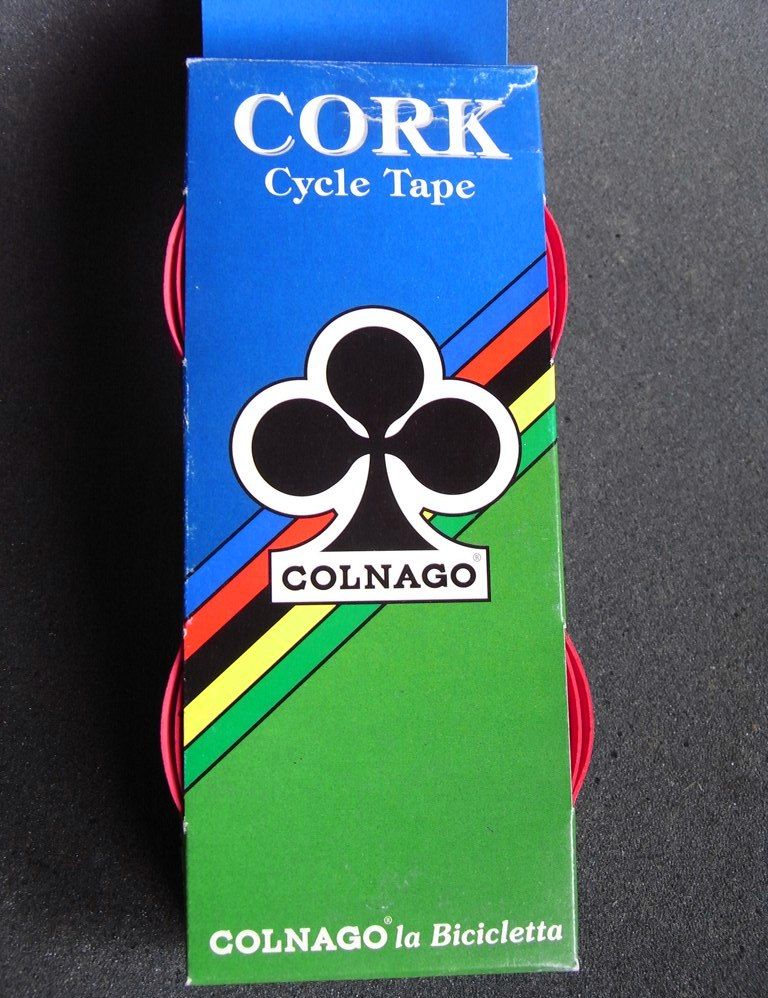 CORK
Cycle Tape
COLNAGO®
COLNAGO® la Bicicletta